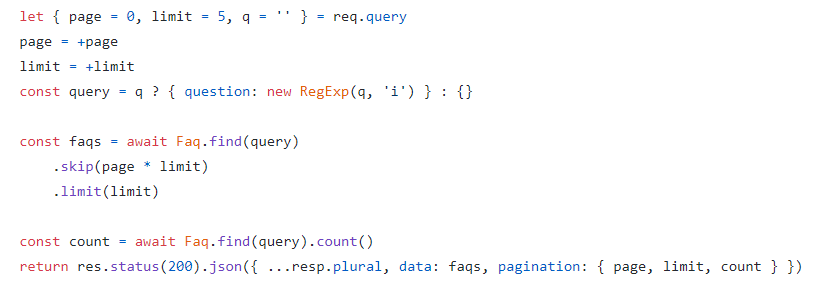 let { page = 0, limit = 5, q = '' } = req.query
page = +page
limit = +limit
const query = q ? { question: new RegExp(q, 'i') } : {}
const faqs = await Faq.find(query)
.skip(page * limit)
.limit(limit)
const count = await Faq.find(query).count()
return res.status(200).json({ ...resp.plural, data: faqs, pagination: { page, limit, count } })